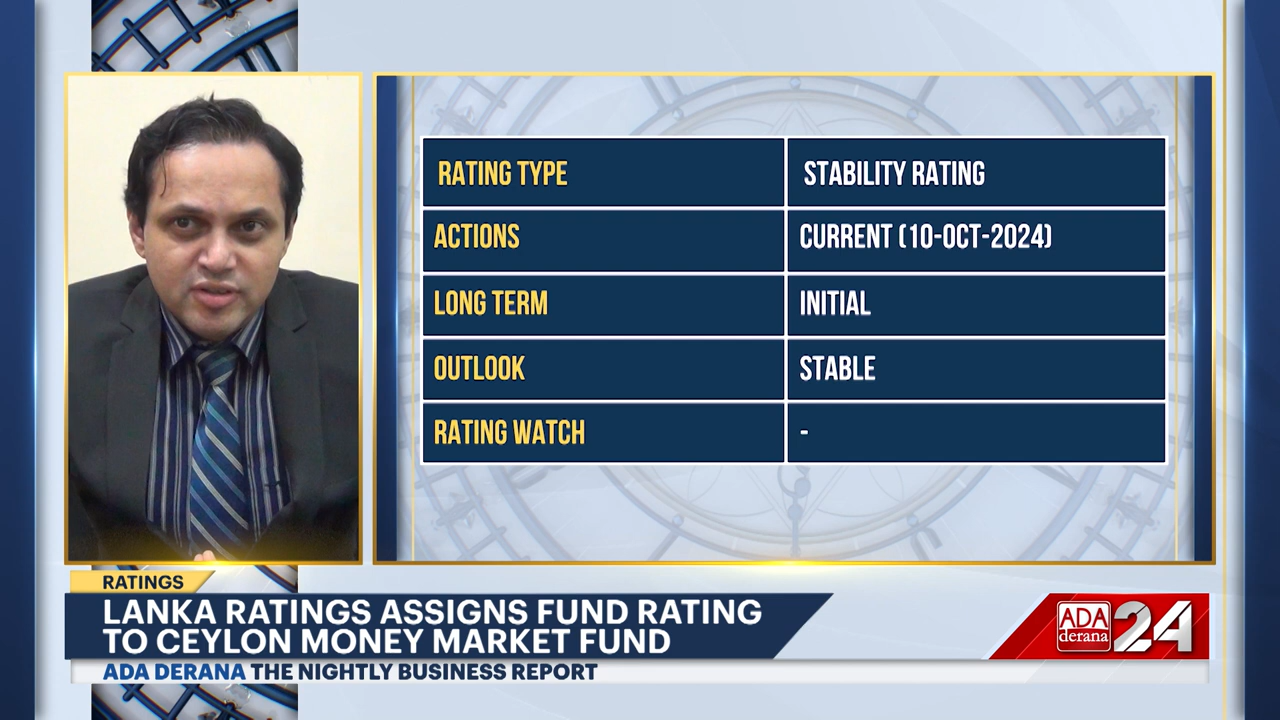 RATING TYPE STABILITY RATING
ACTIONS CURRENT (10-OCT-2024)
LONG TERM INITIAL
OUTLOOK STABLE
RATING WATCH -
RATINGS
LANKA RATINGS ASSIGNS FUND RATING
TO CEYLON MONEY MARKET FUND
ADA DERANA THE NIGHTLY BUSINESS REPORT
ADA
derana
24